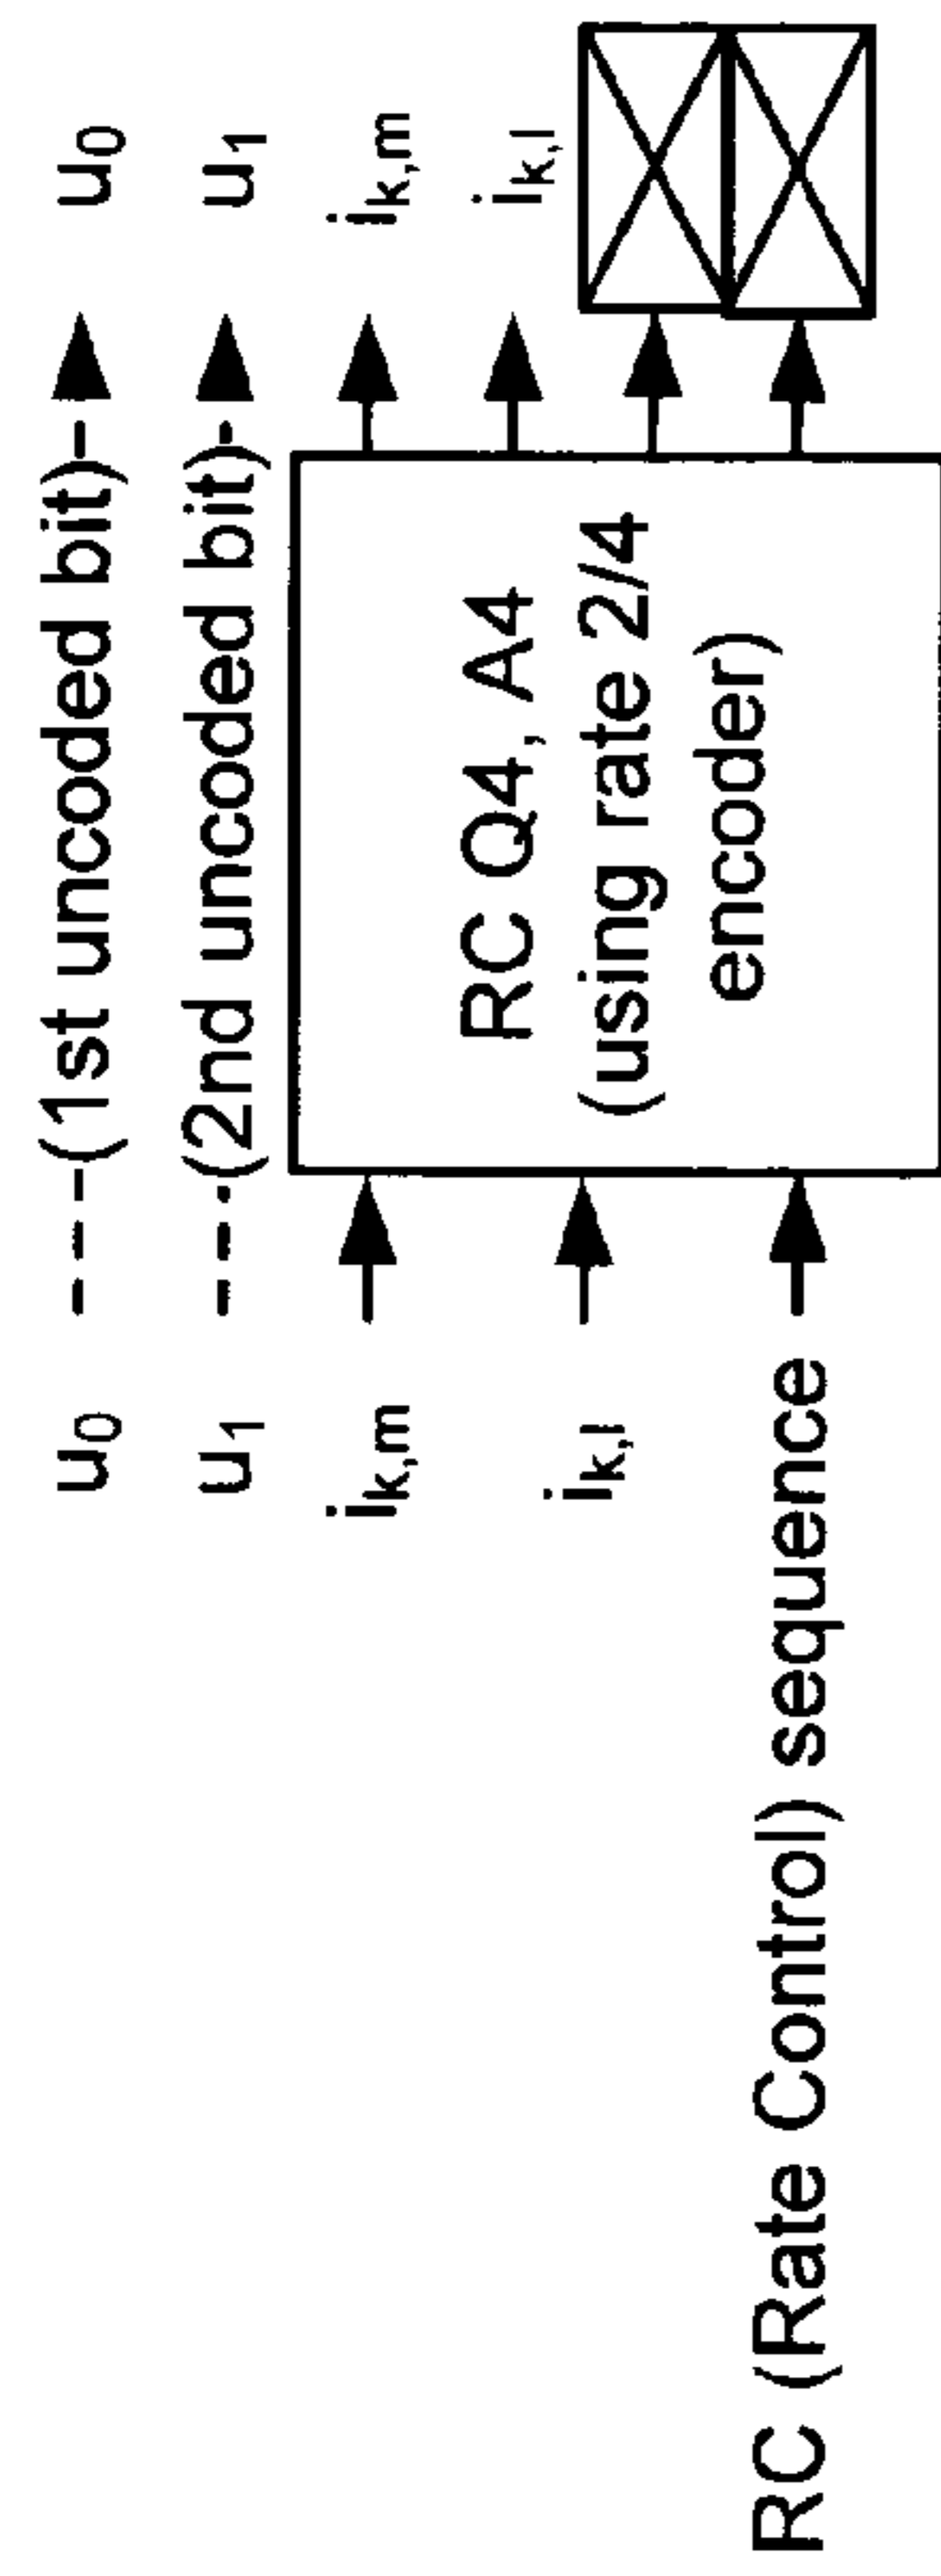 u0 (1st uncoded bit) u0
u1 (2nd uncoded bit) u1
ik,m ik,m
ik,l ik,l
RC Q4, A4
(using rate 2/4
encoder)
RC (Rate Control) sequence